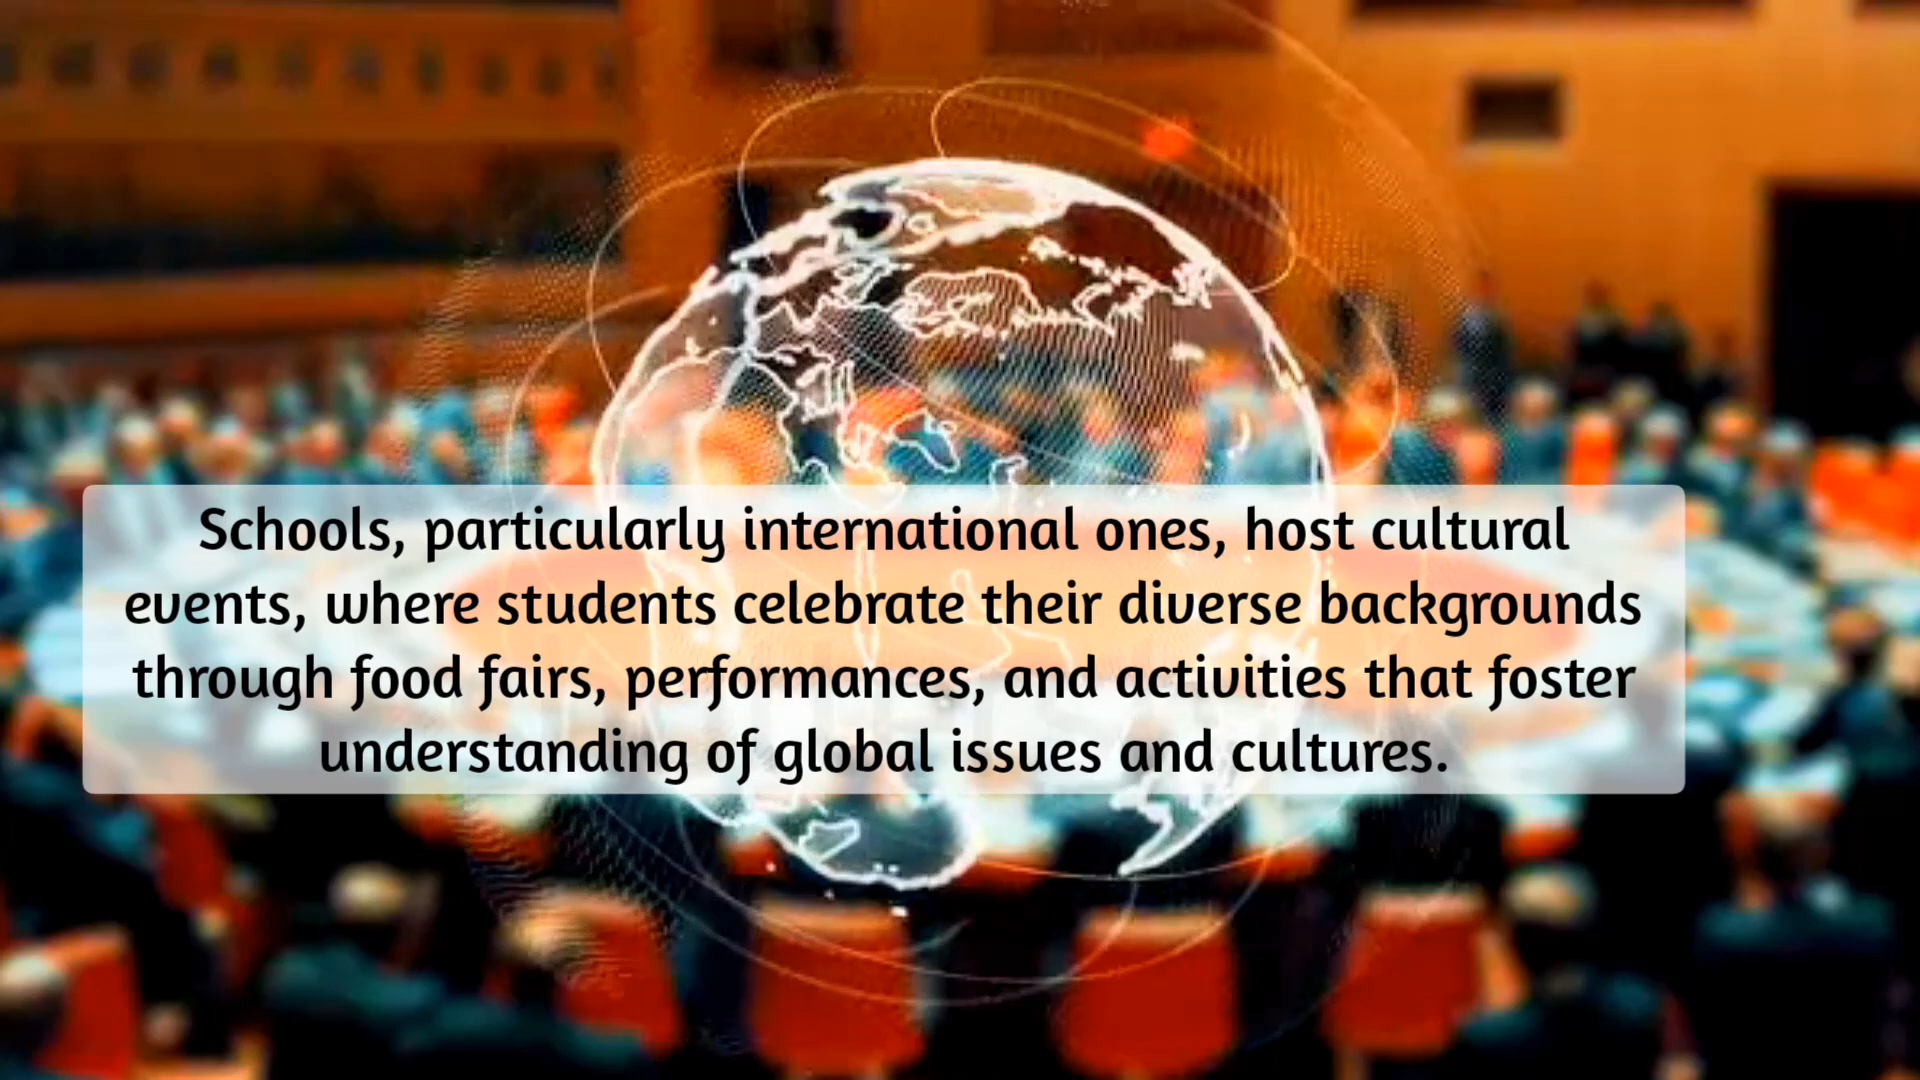 Schools, particularly international ones, host cultural
events, where students celebrate their diverse backgrounds
through food fairs, performances, and activities that foster
understanding of global issues and cultures.